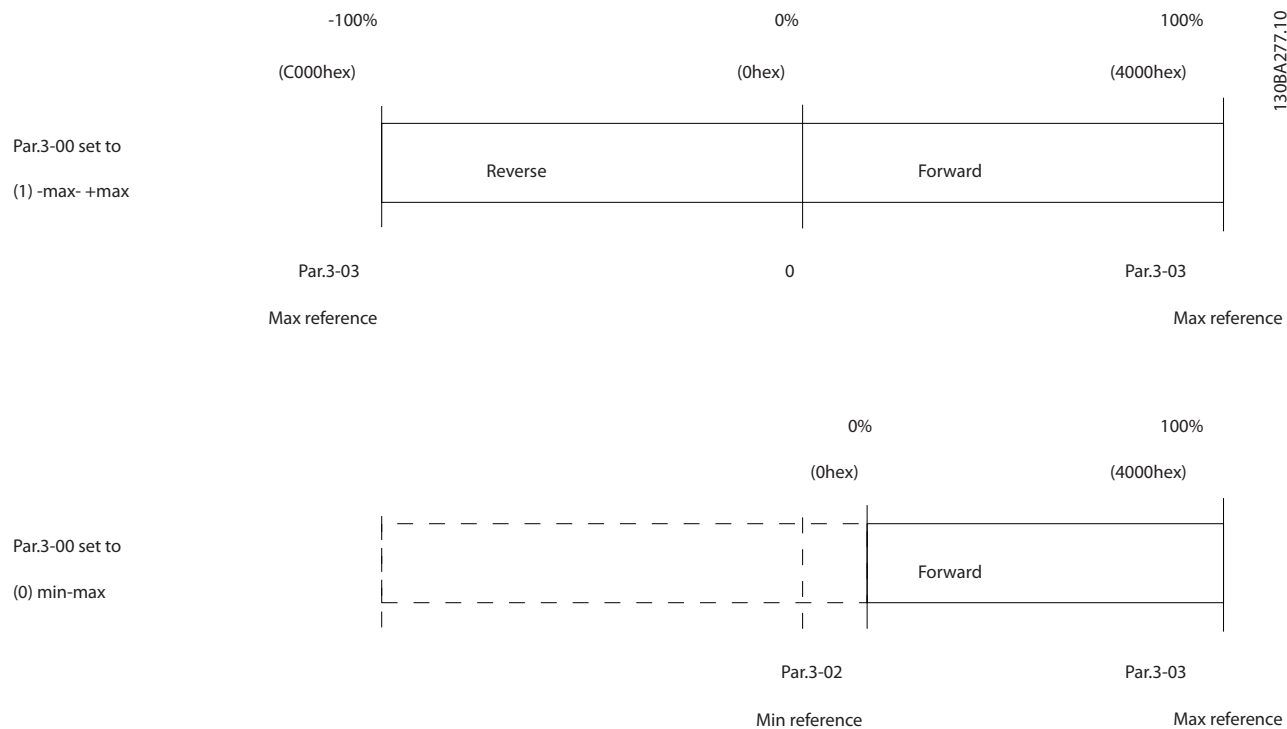 -100% 0% 100%
(C000hex) (0hex) (4000hex)
130BA277.10
Par.3-00 set to
(1) -max- +max
Reverse Forward
Par.3-03 0 Par.3-03
Max reference Max reference
0% 100%
(0hex) (4000hex)
Par.3-00 set to
(0) min-max
Forward
Par.3-02 Par.3-03
Min reference Max reference